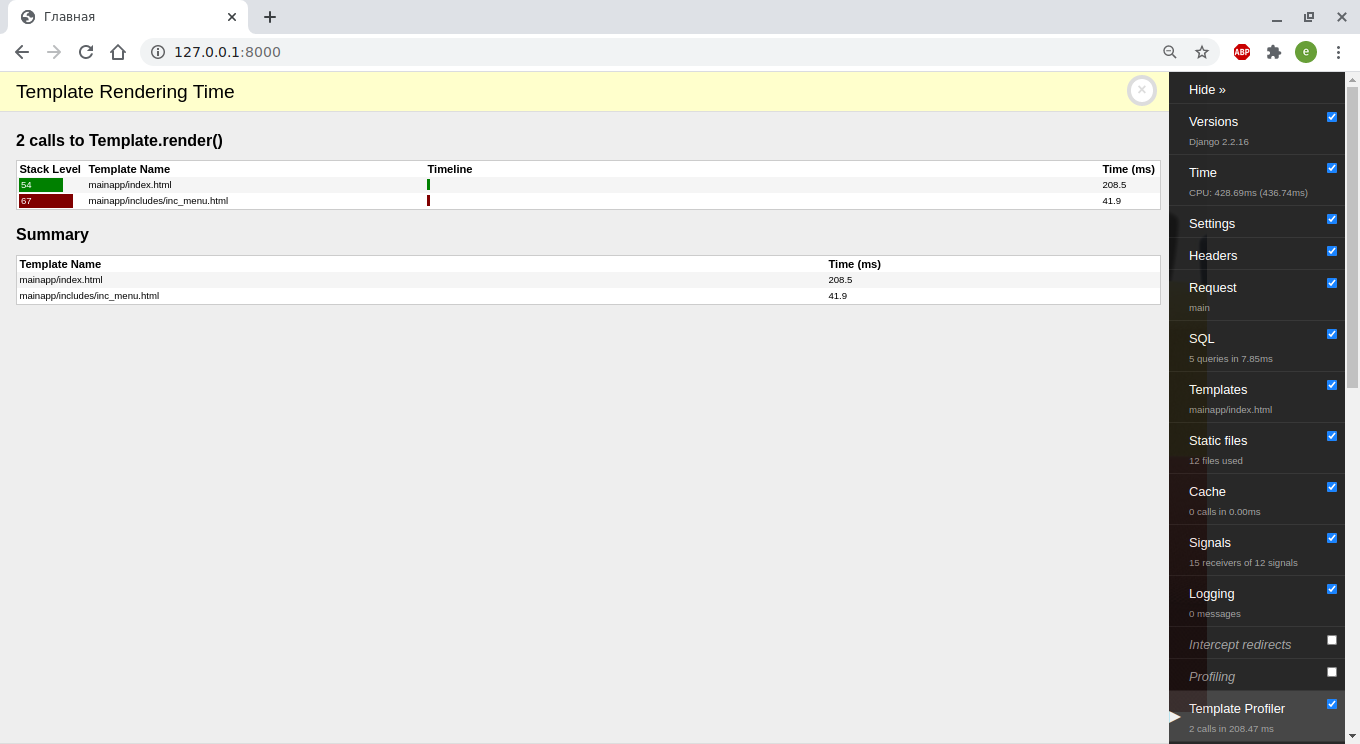 Главная
127.0.0.1:8000
ABP
e
Template Rendering Time
×
2 calls to Template.render()
Stack Level Template Name Timeline Time (ms)
54 mainapp/index.html 208.5
67 mainapp/includes/inc_menu.html 41.9
Summary
Template Name Time (ms)
mainapp/index.html 208.5
mainapp/includes/inc_menu.html 41.9
Hide »
Versions
Django 2.2.16
Time
CPU: 428.69ms (436.74ms)
Settings
Headers
Request
main
SQL
5 queries in 7.85ms
Templates
mainapp/index.html
Static files
12 files used
Cache
0 calls in 0.00ms
Signals
15 receivers of 12 signals
Logging
0 messages
Intercept redirects
Profiling
Template Profiler
2 calls in 208.47 ms